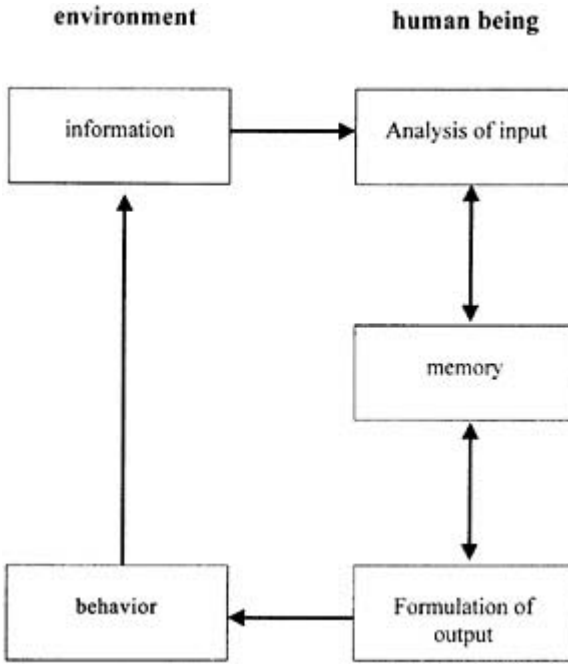 environment
human being
information
Analysis of input
memory
behavior
Formulation of
output